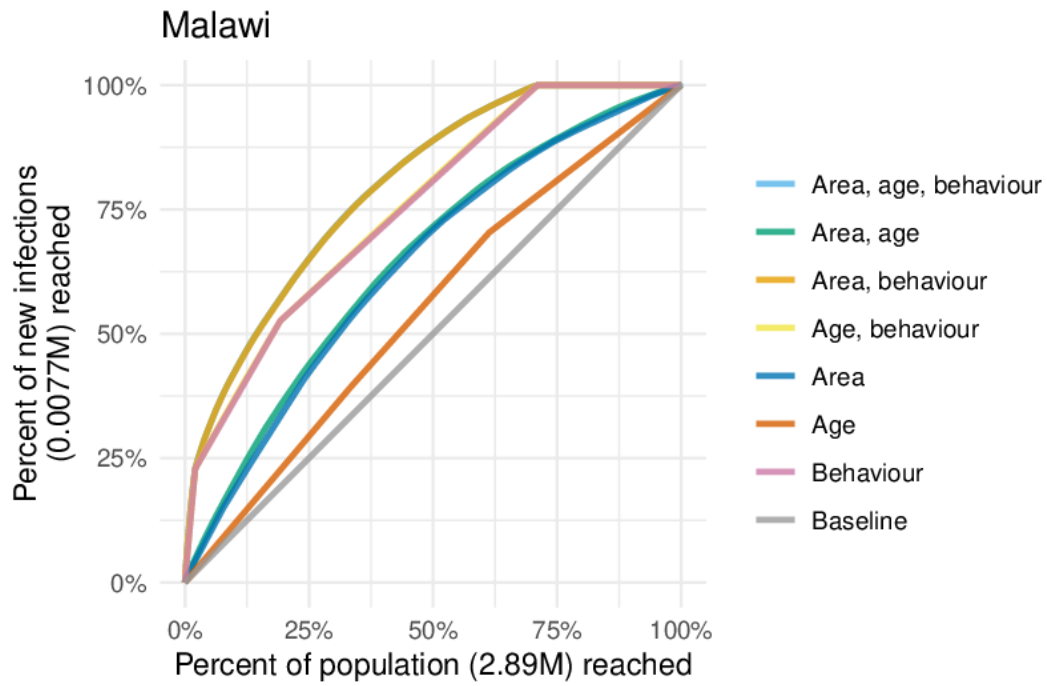 Malawi
Percent of new infections
(0.0077M) reached
100%
75%
50%
25%
0%
0%
25%
50%
75%
100%
Percent of population (2.89M) reached
Area, age, behaviour
Area, age
Area, behaviour
Age, behaviour
Area
Age
Behaviour
Baseline